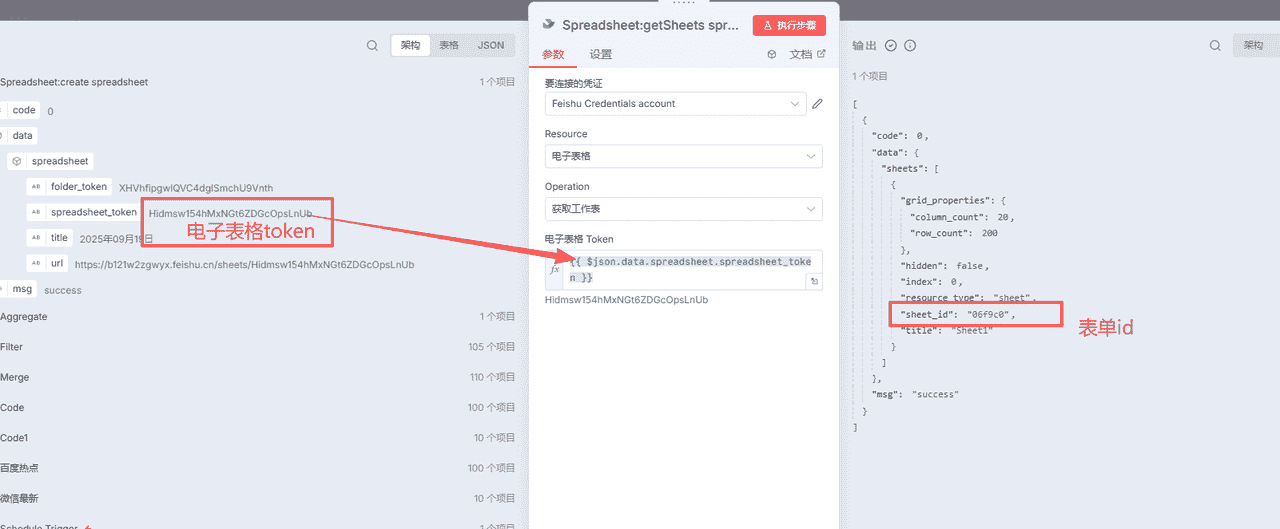 架构
表格
JSON
Spreadsheet:create spreadsheet
1 个项目
code
0
data
spreadsheet
folder_token
XHVhfipgwlQVC4dglSmchU9Vnth
spreadsheet_token
Hidmsw154hMxNGt6ZDGcOpsLnUb
电子表格token
title
2025年09月19日
url
https://b121w2zgwyx.feishu.cn/sheets/Hidmsw154hMxNGt6ZDGcOpsLnUb
msg
success
Aggregate
1 个项目
Filter
105 个项目
Merge
110 个项目
Code
100 个项目
Code1
10 个项目
百度热点
100 个项目
微信最新
10 个项目
Schedule Trigger
1 个项目
Spreadsheet:getSheets spr...
执行步骤
参数
设置
文档
要连接的凭证
Feishu Credentials account
Resource
电子表格
Operation
获取工作表
电子表格 Token
fx
{{ $json.data.spreadsheet.spreadsheet_toke
n }}
Hidmsw154hMxNGt6ZDGcOpsLnUb
输出
架构
1 个项目
[
{
"code": 0,
"data": {
"sheets": [
{
"grid_properties": {
"column_count": 20,
"row_count": 200
},
"hidden": false,
"index": 0,
"resource_type": "sheet",
"sheet_id": "06f9c0",
表单id
"title": "Sheet1"
}
]
},
"msg": "success"
}
]